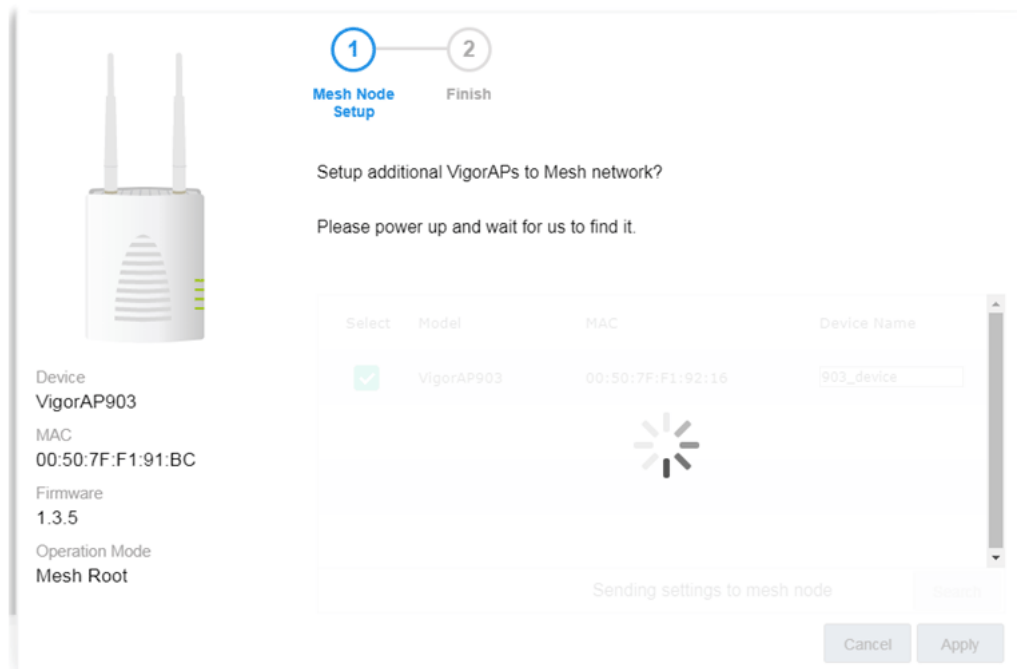 1
2
Mesh Node
Setup
Finish
Setup additional VigorAPs to Mesh network?
Please power up and wait for us to find it.
Select Model MAC Device Name
VigorAP903 00:50:7F:F1:92:16 903_device
Sending settings to mesh node Search
Cancel Apply
Device
VigorAP903
MAC
00:50:7F:F1:91:BC
Firmware
1.3.5
Operation Mode
Mesh Root